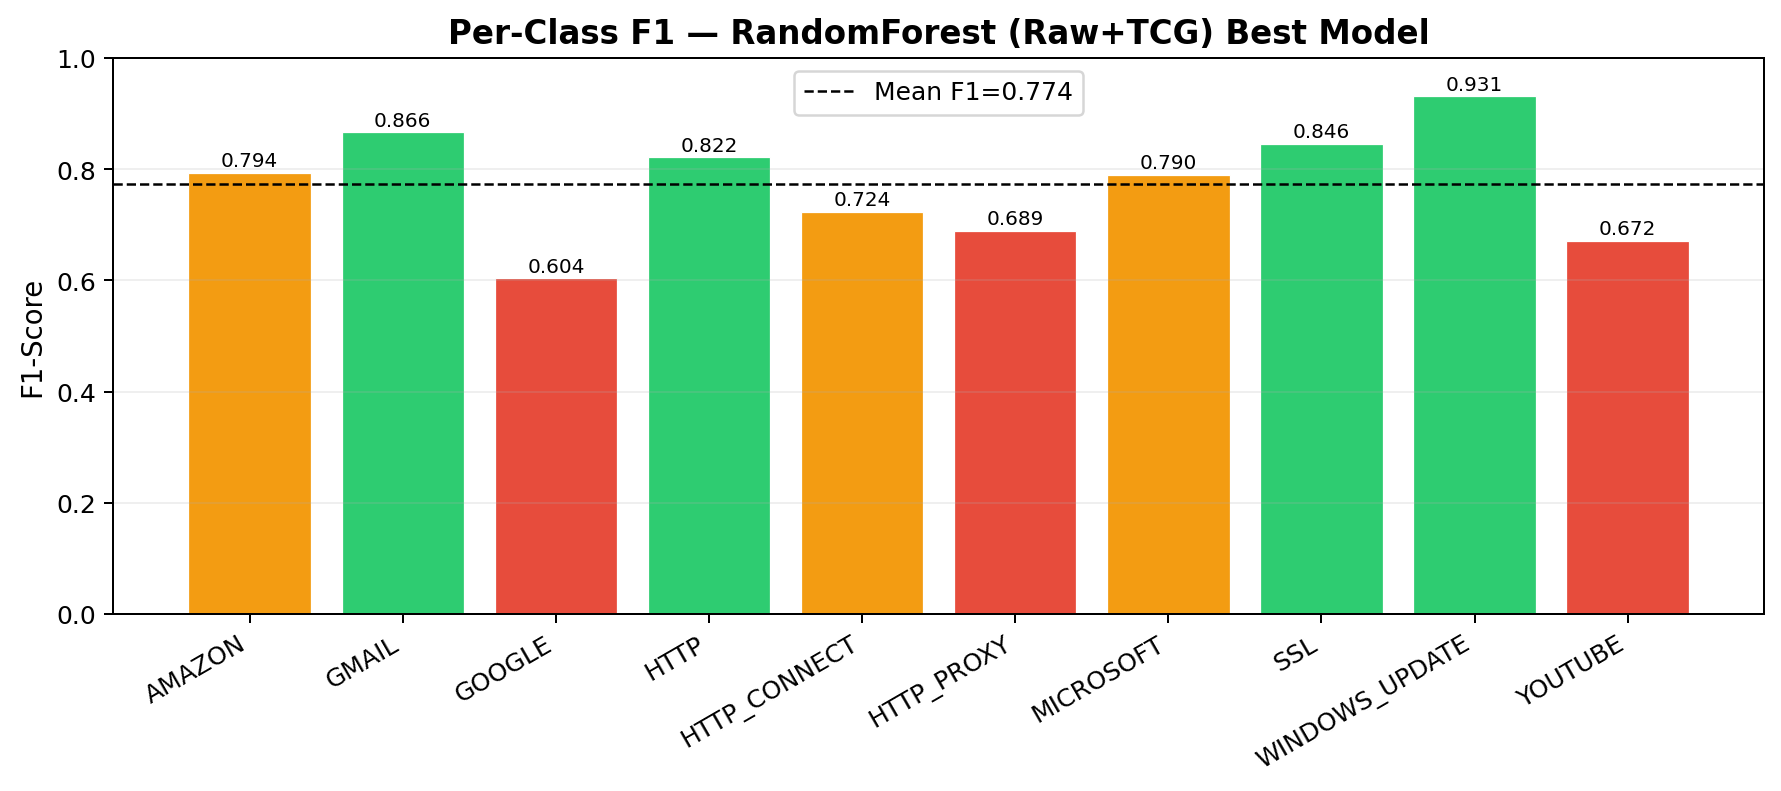 Per-Class F1 — RandomForest (Raw+TCG) Best Model
Mean F1=0.774
F1-Score
1.0
0.8
0.6
0.4
0.2
0.0
0.794
0.866
0.604
0.822
0.724
0.689
0.790
0.846
0.931
0.672
AMAZON
GMAIL
GOOGLE
HTTP
HTTP_CONNECT
HTTP_PROXY
MICROSOFT
SSL
WINDOWS_UPDATE
YOUTUBE